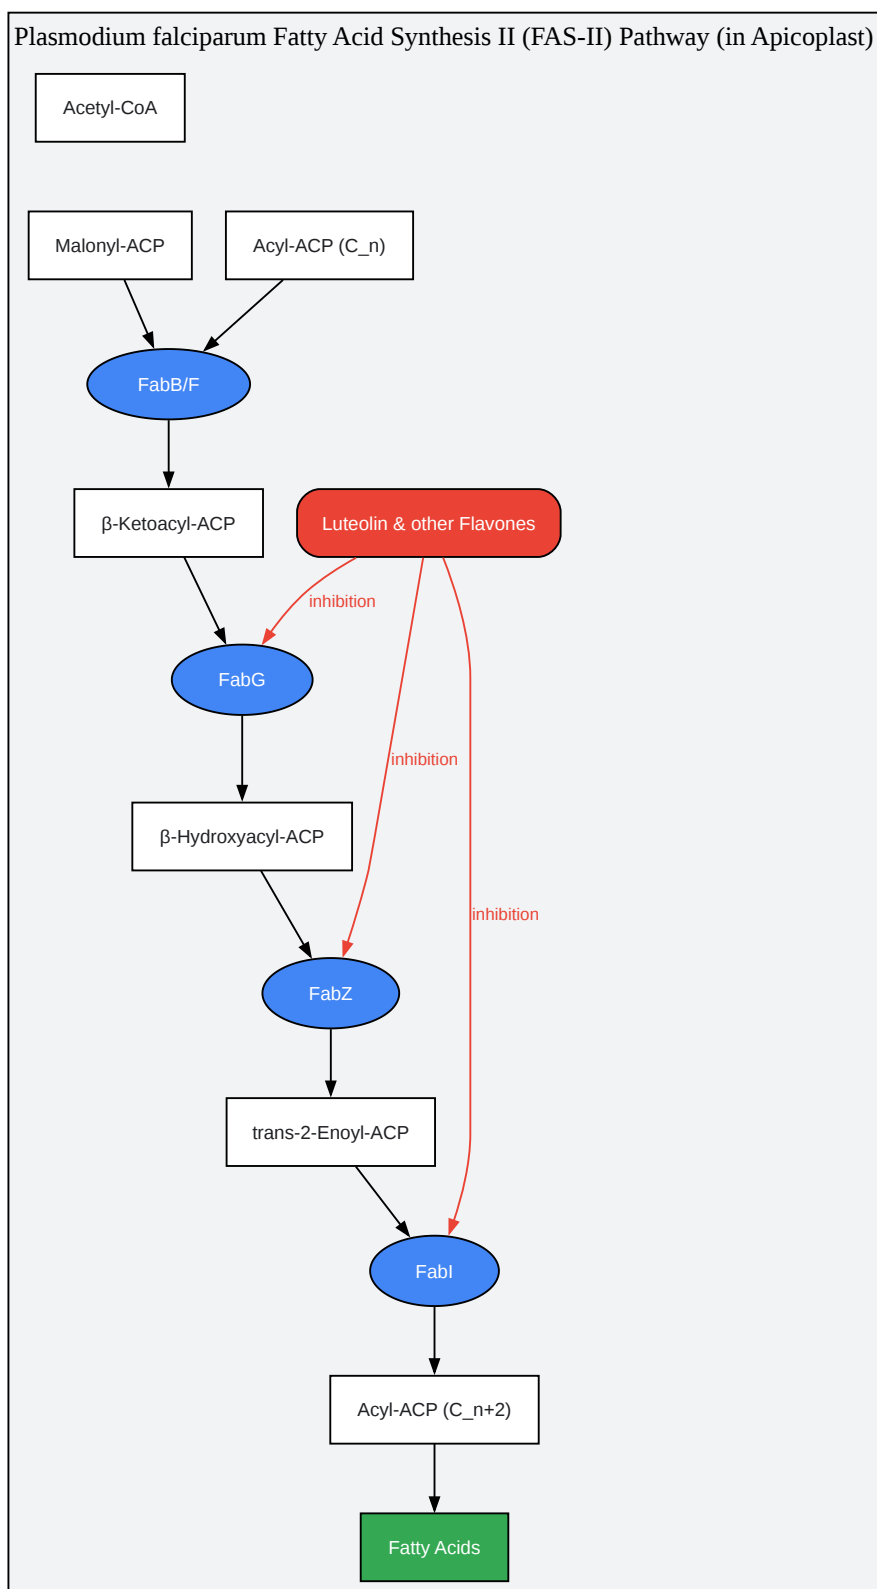 Plasmodium falciparum Fatty Acid Synthesis II (FAS-II) Pathway (in Apicoplast)
Acetyl-CoA
Malonyl-ACP
Acyl-ACP (C_n)
FabB/F
β-Ketoacyl-ACP
Luteolin & other Flavones
inhibition
FabG
inhibition
β-Hydroxyacyl-ACP
inhibition
FabZ
trans-2-Enoyl-ACP
FabI
Acyl-ACP (C_n+2)
Fatty Acids